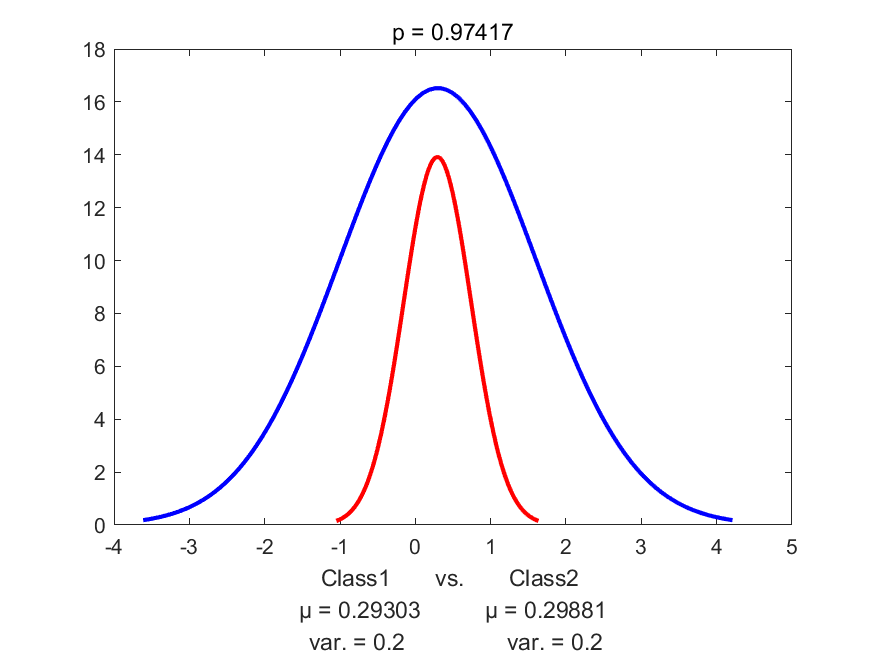 p = 0.97417
18
16
14
12
10
8
6
4
2
0
-4 -3 -2 -1 0 1 2 3 4 5
Class1 vs. Class2
μ = 0.29303 μ = 0.29881
var. = 0.2 var. = 0.2